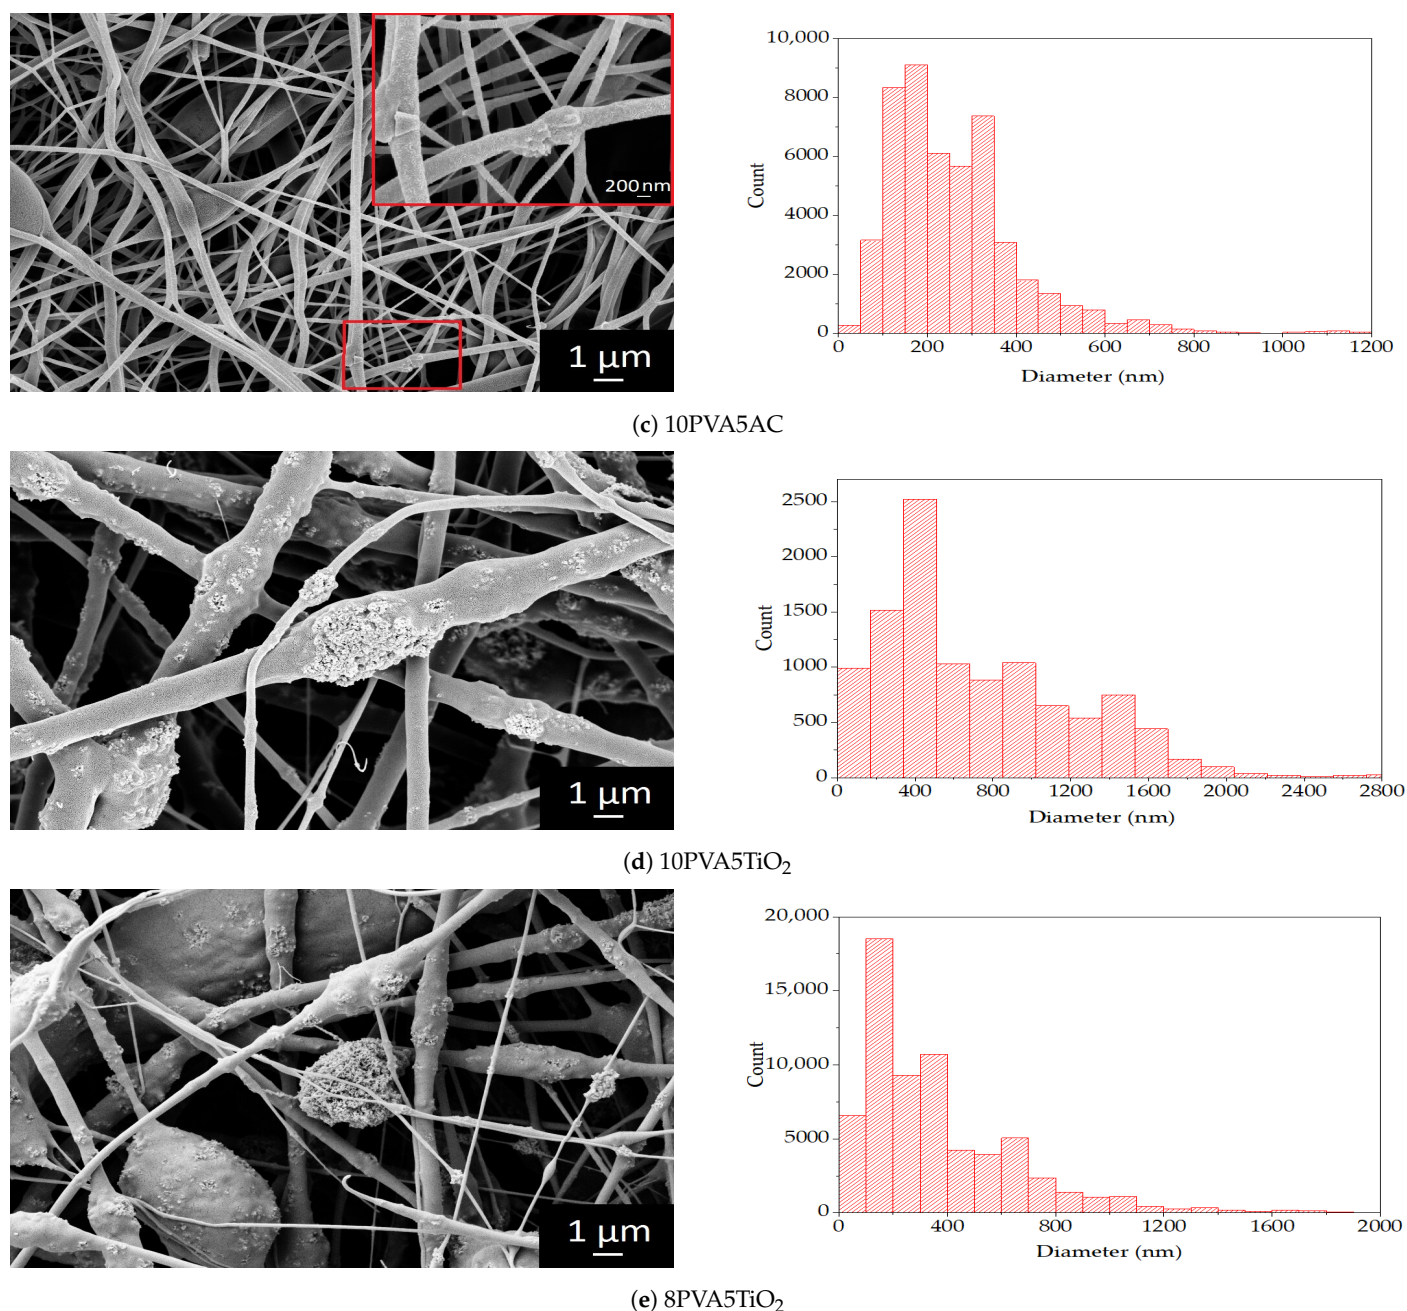 200 nm
1 μm
10,000
8000
6000
4000
2000
0
Count
0 200 400 600 800 1000 1200
Diameter (nm)
(c) 10PVA5AC
1 μm
2500
2000
1500
1000
500
0
Count
0 400 800 1200 1600 2000 2400 2800
Diameter (nm)
(d) 10PVA5TiO₂
1 μm
20,000
15,000
10,000
5000
0
Count
0 400 800 1200 1600 2000
Diameter (nm)
(e) 8PVA5TiO₂